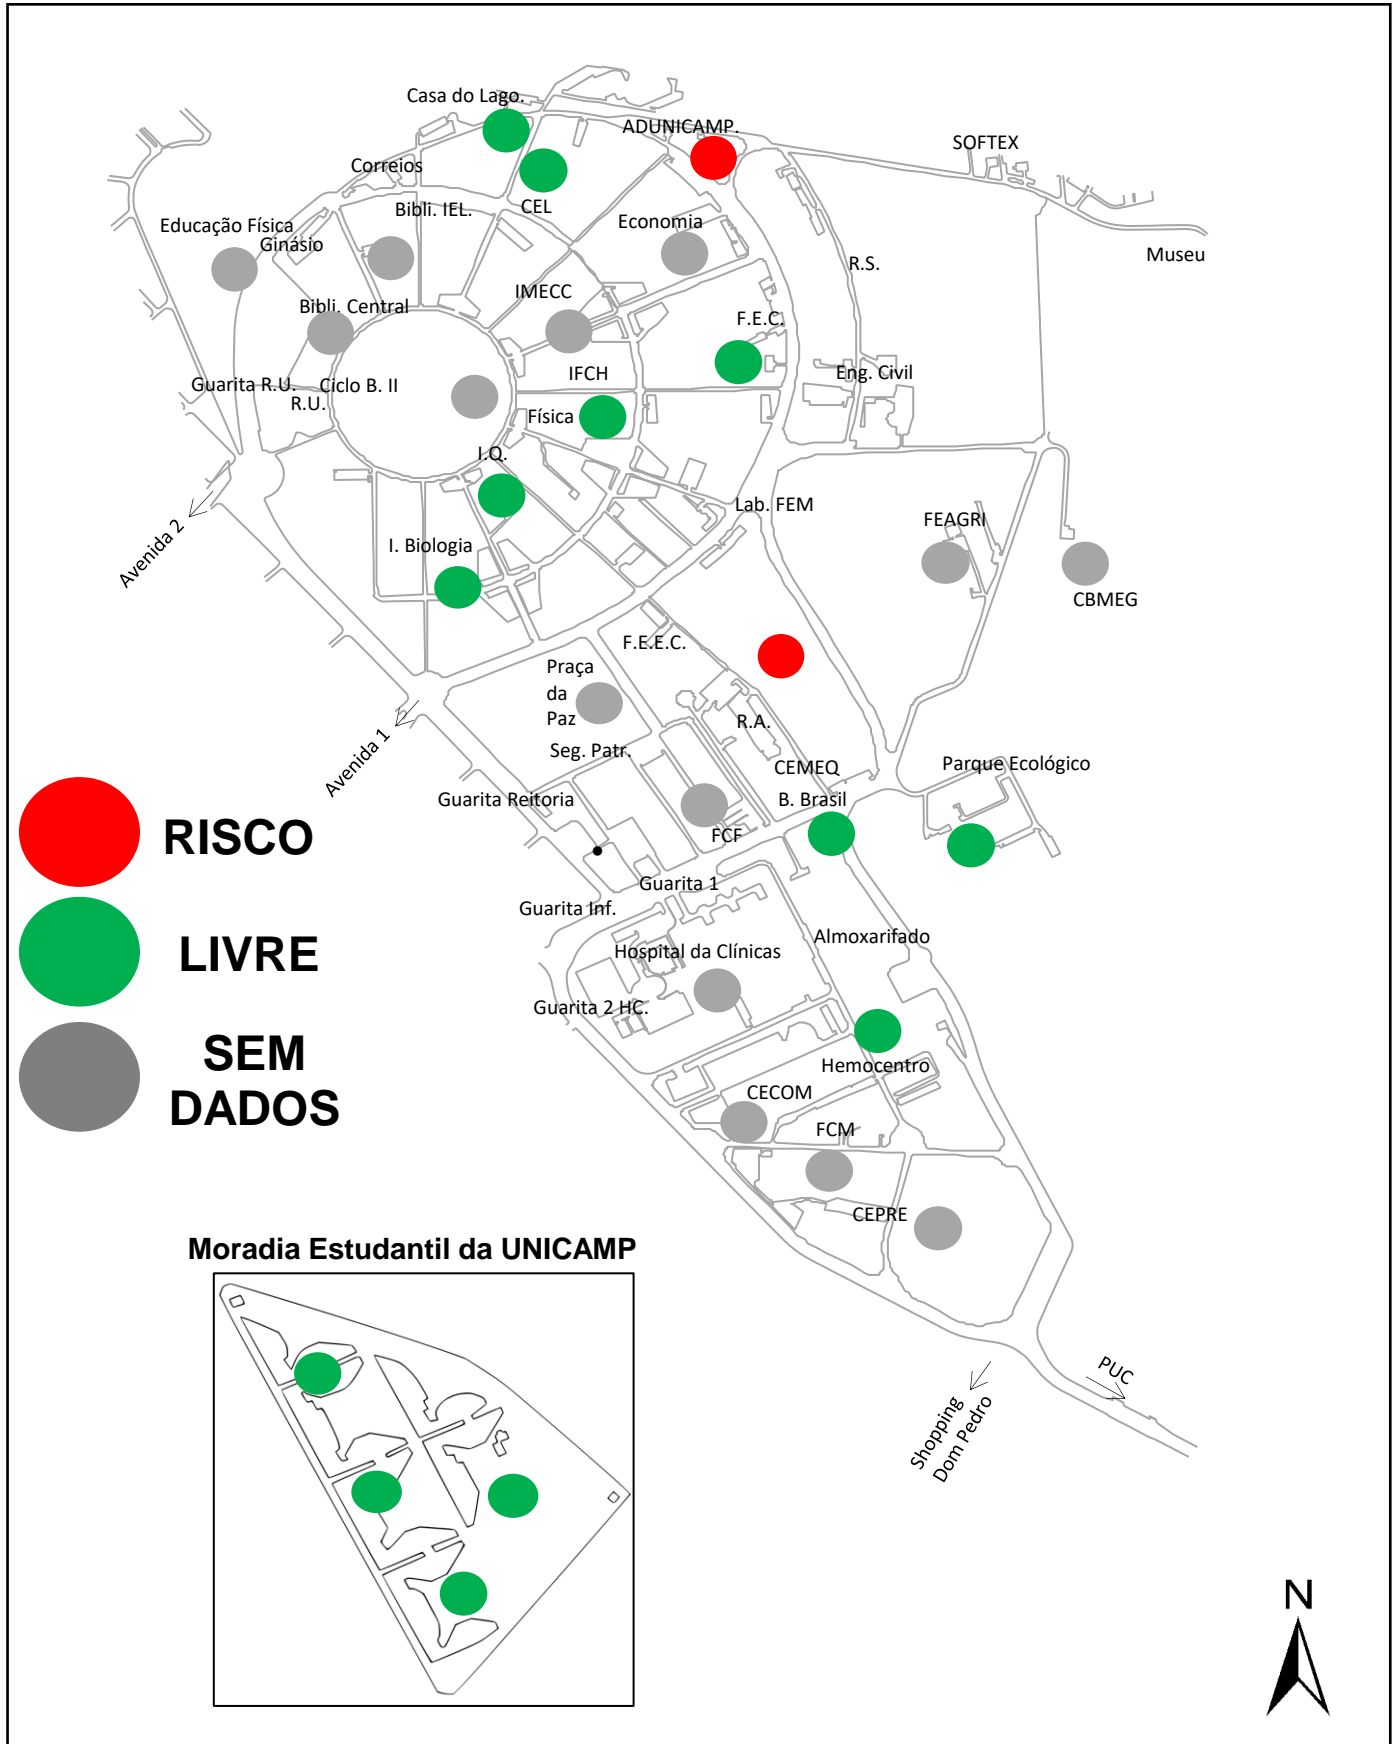 Casa do Lago.
ADUNICAMP.
SOFTEX
Correios
Bibli. IEL.
CEL
Educação Física
Ginásio
Economia
Museu
R.S.
IMECC
Bibli. Central
F.E.C.
IFCH
Eng. Civil
Guarita R.U.
Ciclo B. II
R.U.
Física
I.Q.
Lab. FEM
FEAGRI
Avenida 2
I. Biologia
CBMEG
F.E.E.C.
Praça
da
Paz
R.A.
Seg. Patr.
Avenida 1
CEMEQ
Parque Ecológico
Guarita Reitoria
B. Brasil
FCF
RISCO
Guarita 1
Guarita Inf.
LIVRE
Almoxarifado
Hospital da Clínicas
Guarita 2 HC.
SEM
DADOS
Hemocentro
CECOM
FCM
CEPRE
Moradia Estudantil da UNICAMP
PUC
Shopping
Dom Pedro
N